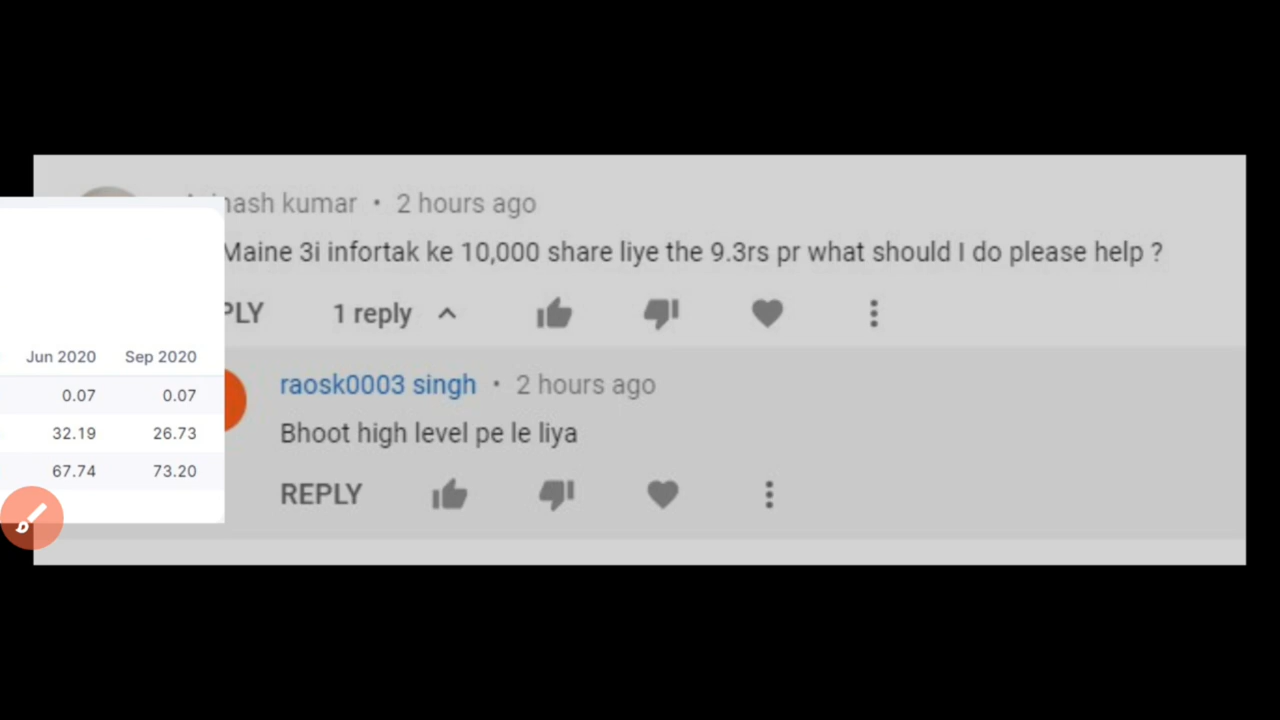 hash kumar • 2 hours ago
Maine 3i infortak ke 10,000 share liye the 9.3rs pr what should I do please help ?
PLY 1 reply
Jun 2020 Sep 2020
0.07 0.07
32.19 26.73
67.74 73.20
raosk0003 singh • 2 hours ago
Bhoot high level pe le liya
REPLY